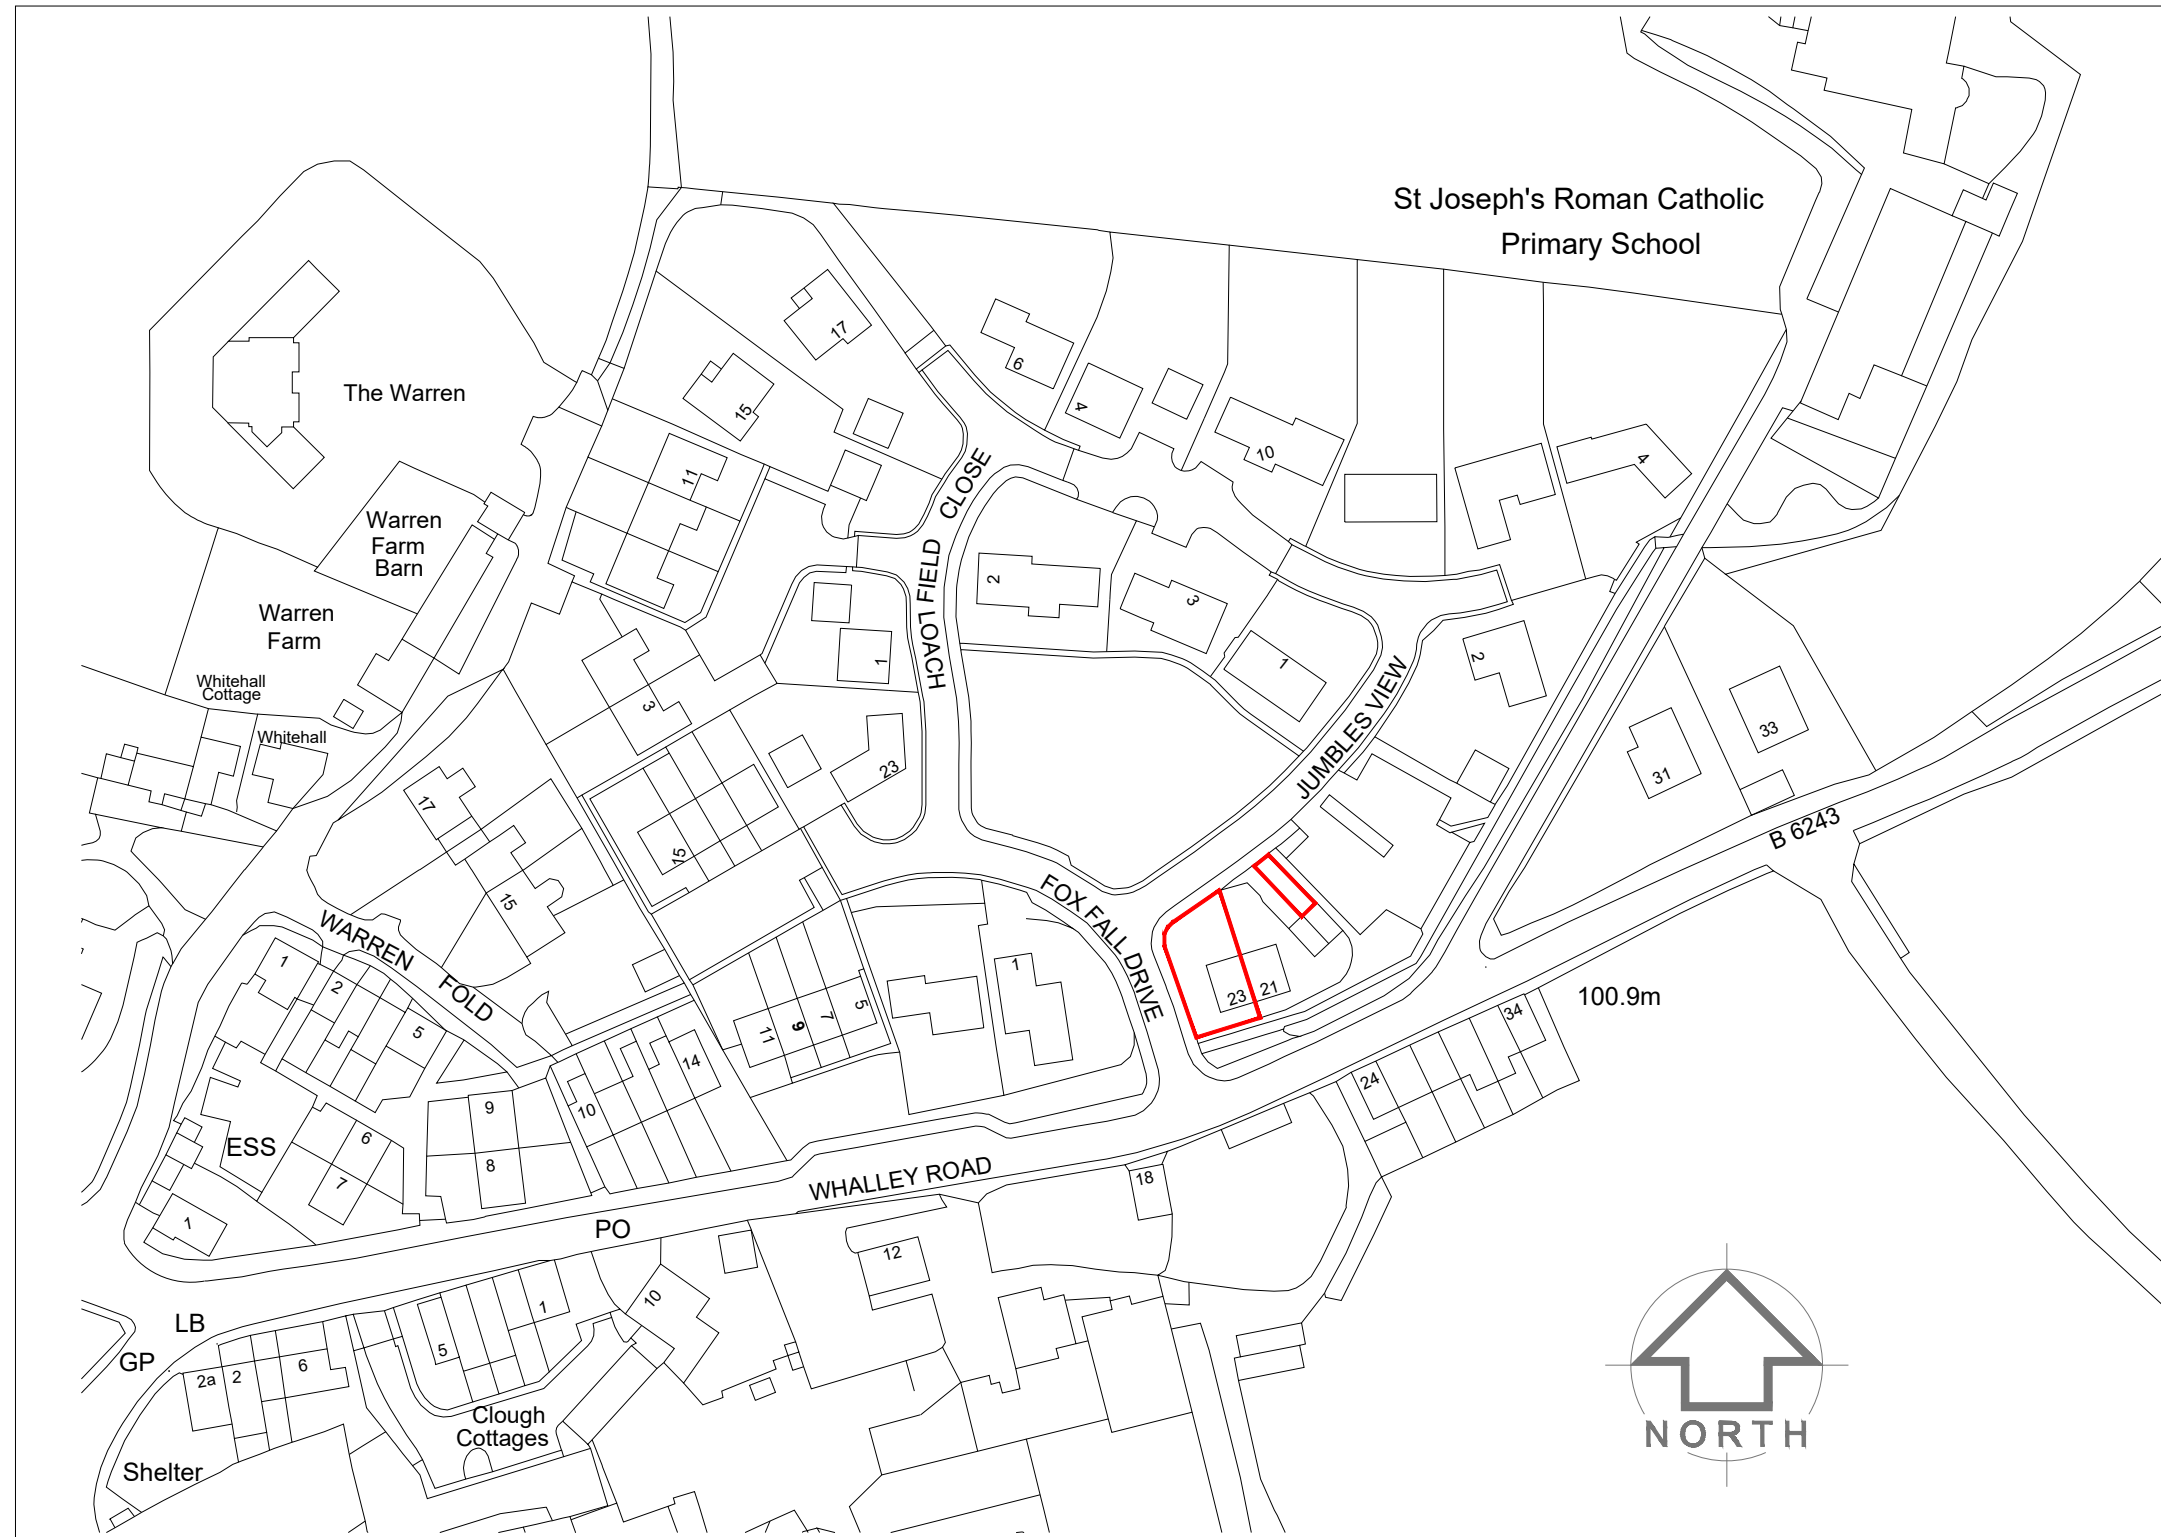 St Joseph's Roman Catholic
Primary School
17
6
4
The Warren
15
11
10
4
CLOSE
Warren
Farm
Barn
FIELD
LOACH
2
3
Warren
Farm
1
1
2
Whitehall
Cottage
3
JUMBLES VIEW
Whitehall
23
31
33
17
15
B 6243
15
FOX FALL DRIVE
WARREN
FOLD
1
2
5
1
5
7
9
11
23
21
100.9m
34
24
14
10
9
8
6
7
ESS
1
WHALLEY ROAD
18
PO
12
10
1
5
LB
GP
2a
2
6
Clough
Cottages
Shelter
NORTH